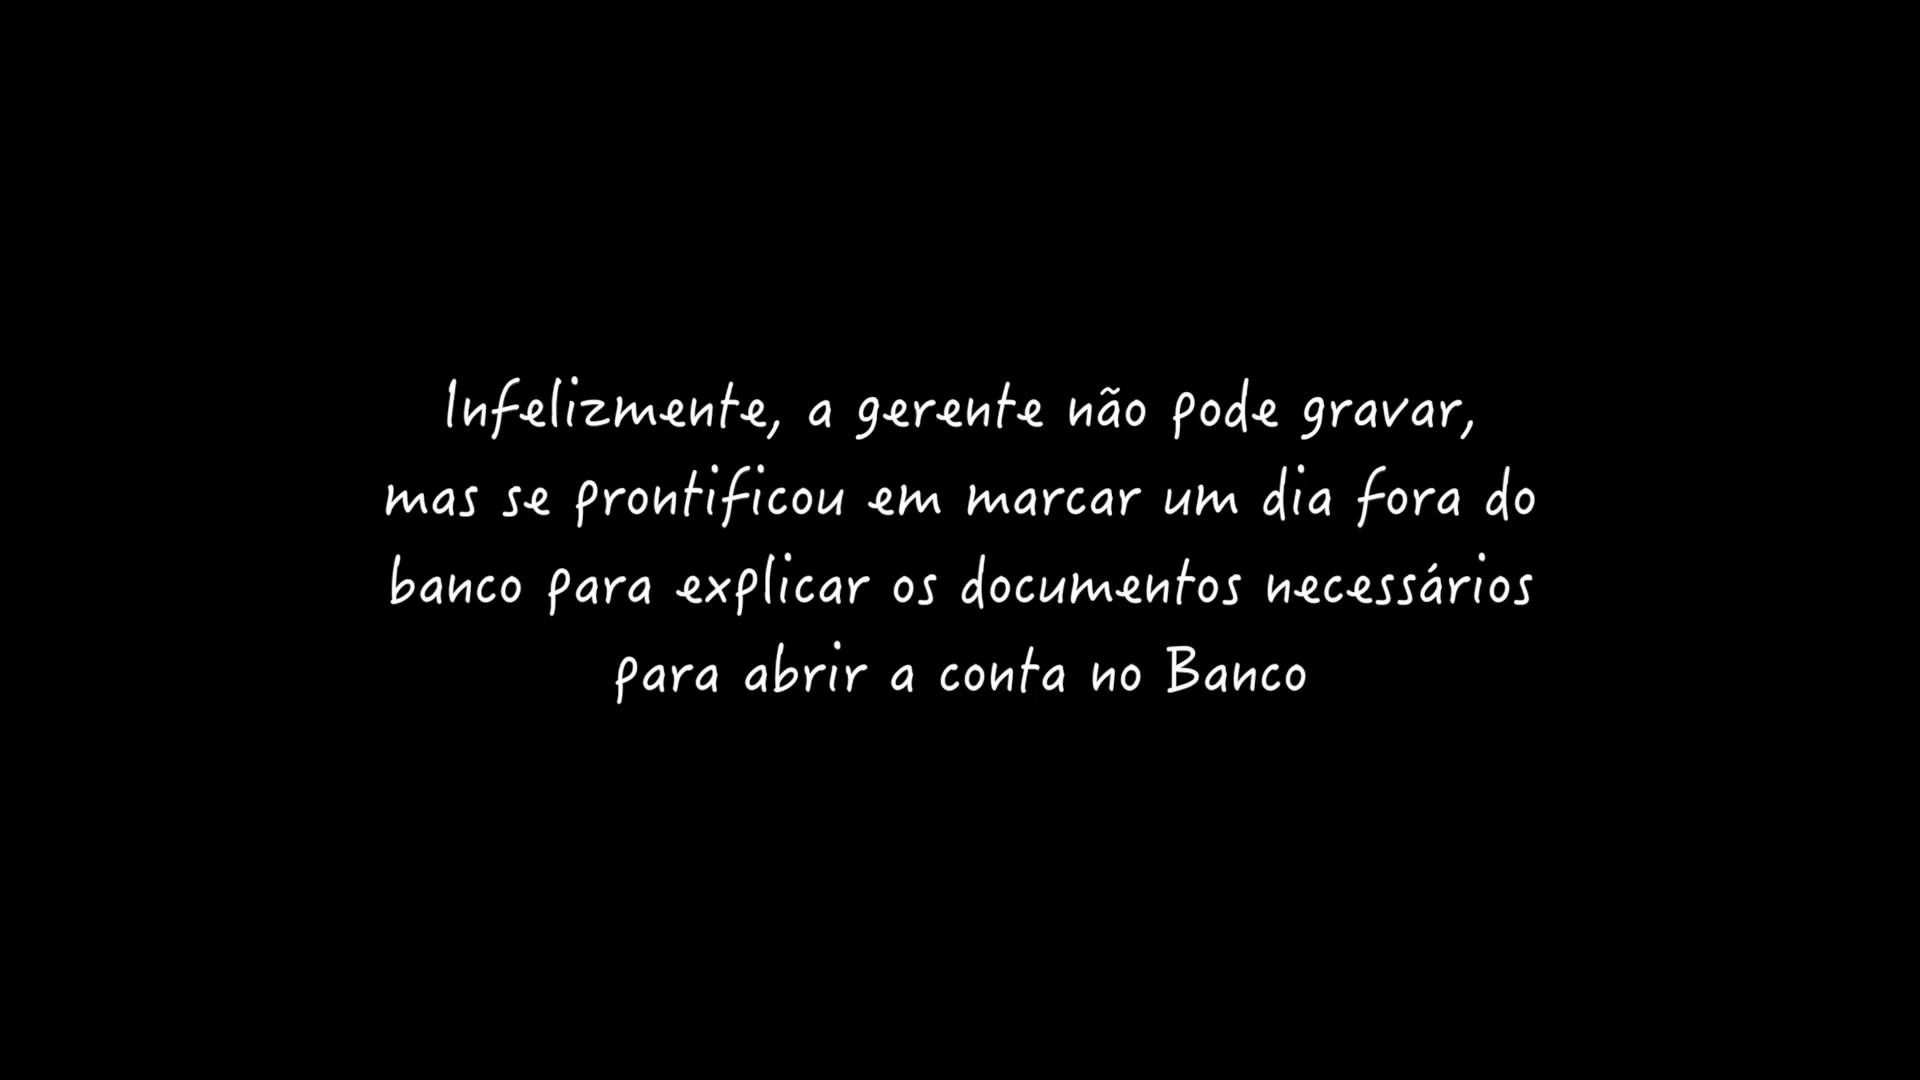 Infelizmente, a gerente não pode gravar,
mas se prontificou em marcar um dia fora do
banco para explicar os documentos necessários
para abrir a conta no Banco